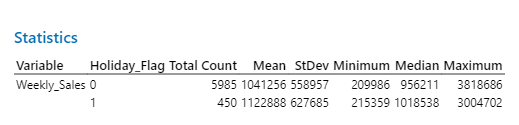 Statistics
Variable Holiday_Flag Total Count Mean StDev Minimum Median Maximum
Weekly_Sales 0 5985 1041256 558957 209986 956211 3818686
1 450 1122888 627685 215359 1018538 3004702